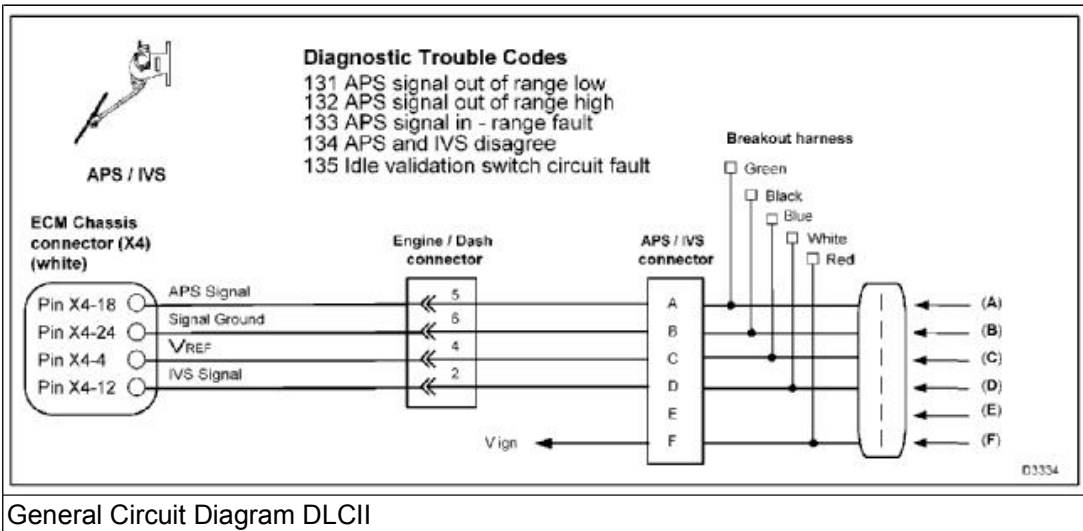 Diagnostic Trouble Codes
131 APS signal out of range low
132 APS signal out of range high
133 APS signal in - range fault
134 APS and IVS disagree
135 Idle validation switch circuit fault
APS / IVS
Breakout harness
Green
Black
Blue
White
Red
ECM Chassis
connector (X4)
(white)
Engine / Dash
connector
APS / IVS
connector
Pin X4-18 APS Signal 5 A (A)
Pin X4-24 Signal Ground 6 B (B)
Pin X4-4 VREF 4 C (C)
Pin X4-12 IVS Signal 2 D (D)
E (E)
V ign F (F)
D3334
General Circuit Diagram DLCII